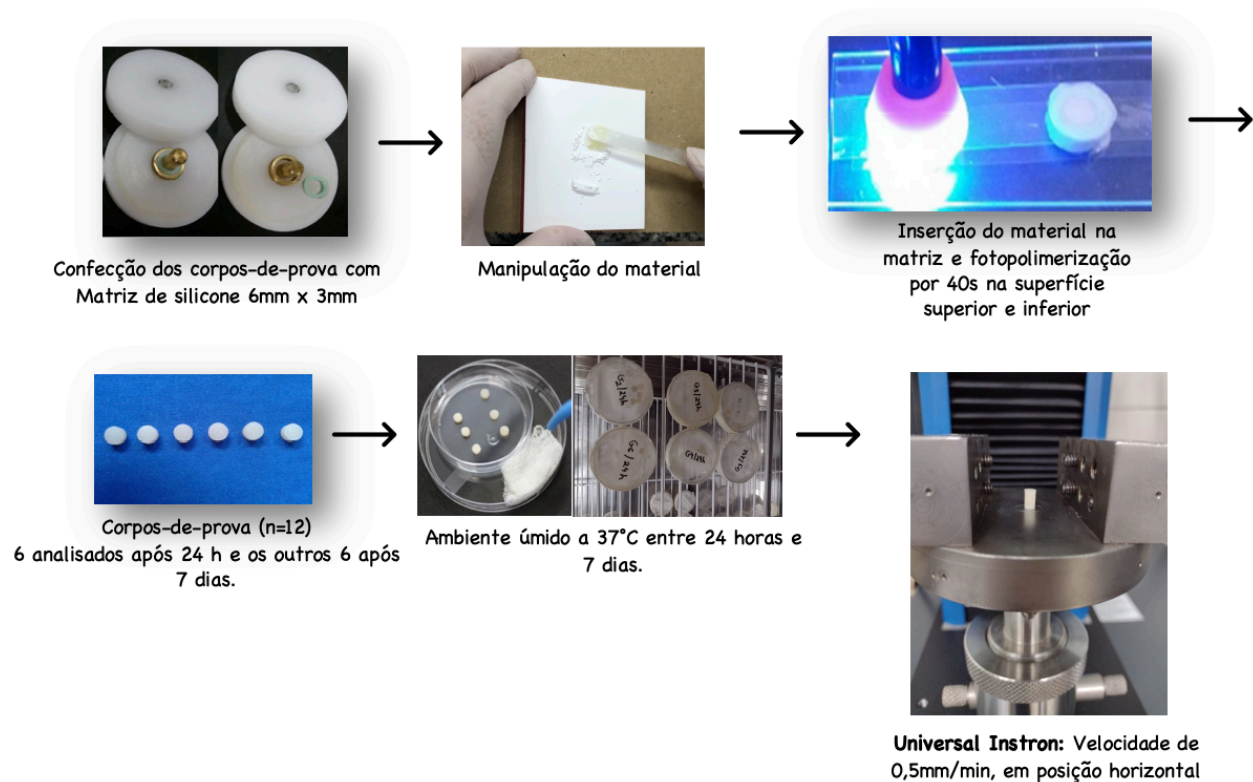 Confecção dos corpos-de-prova com
Matriz de silicone 6mm x 3mm
Manipulação do material
Inserção do material na
matriz e fotopolimerização
por 40s na superfície
superior e inferior
Corpos-de-prova (n=12)
6 analisados após 24 h e os outros 6 após
7 dias.
Ambiente úmido a 37°C entre 24 horas e
7 dias.
G2/24h
Universal Instron: Velocidade de
0,5mm/min, em posição horizontal